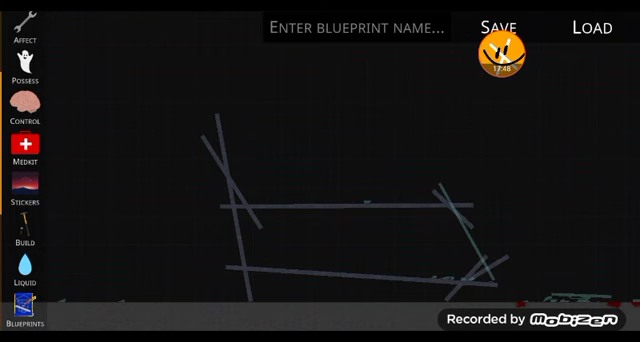 ENTER BLUEPRINT NAME...
SAVE
LOAD
AFFECT
17:48
POSSESS
CONTROL
MEDKIT
STICKERS
BUILD
LIQUID
BLUEPRINTS
Recorded by Mobizen